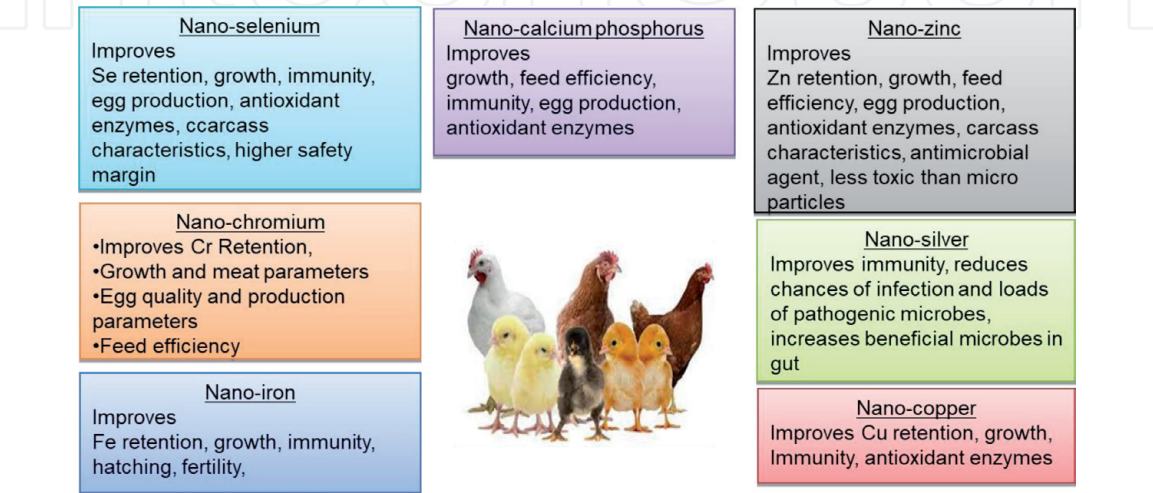 Nano-selenium
Improves
Se retention, growth, immunity,
egg production, antioxidant
enzymes, ccarcass
characteristics, higher safety
margin
Nano-calcium phosphorus
Improves
growth, feed efficiency,
immunity, egg production,
antioxidant enzymes
Nano-zinc
Improves
Zn retention, growth, feed
efficiency, egg production,
antioxidant enzymes, carcass
characteristics, antimicrobial
agent, less toxic than micro
particles
Nano-chromium
•Improves Cr Retention,
•Growth and meat parameters
•Egg quality and production
parameters
•Feed efficiency
Nano-silver
Improves immunity, reduces
chances of infection and loads
of pathogenic microbes,
increases beneficial microbes in
gut
Nano-iron
Improves
Fe retention, growth, immunity,
hatching, fertility,
Nano-copper
Improves Cu retention, growth,
Immunity, antioxidant enzymes